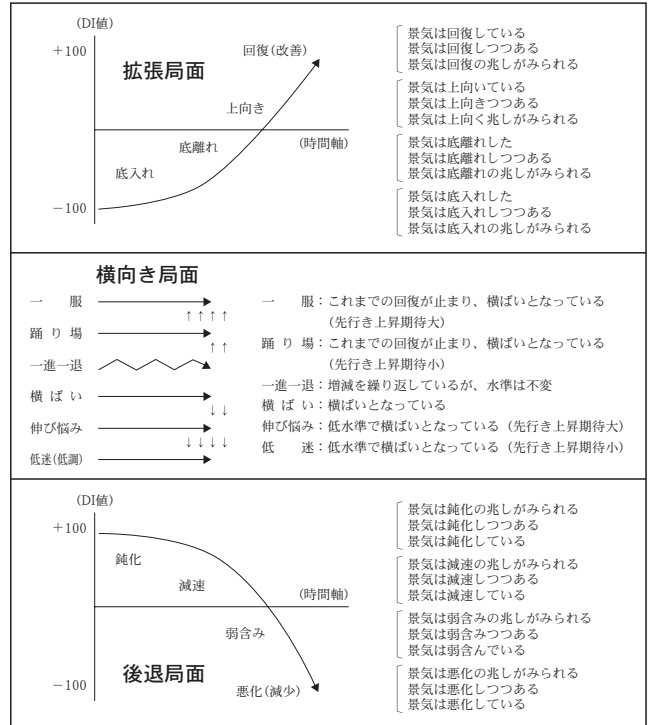 (DI値)
+100
拡張局面
回復(改善)
上向き
(時間軸)
底離れ
底入れ
-100
景気は回復している
景気は回復しつつある
景気は回復の兆しがみられる
景気は上向いている
景気は上向きつつある
景気は上向く兆しがみられる
景気は底離れした
景気は底離れしつつある
景気は底離れの兆しがみられる
景気は底入れした
景気は底入れしつつある
景気は底入れの兆しがみられる
横向き局面
一 服
↑↑↑↑
踊り場
↑↑
一進一退
横ばい
↓↓
伸び悩み
↓↓↓↓
低迷(低調)
一 服：これまでの回復が止まり、横ばいとなっている
(先行き上昇期待大)
踊り場：これまでの回復が止まり、横ばいとなっている
(先行き上昇期待小)
一進一退：増減を繰り返しているが、水準は不変
横ばい：横ばいとなっている
伸び悩み：低水準で横ばいとなっている（先行き上昇期待大）
低 迷：低水準で横ばいとなっている（先行き上昇期待小）
(DI値)
+100
鈍化
減速
(時間軸)
弱含み
後退局面
-100
悪化(減少)
景気は鈍化の兆しがみられる
景気は鈍化しつつある
景気は鈍化している
景気は減速の兆しがみられる
景気は減速しつつある
景気は減速している
景気は弱含みの兆しがみられる
景気は弱含みつつある
景気は弱含んでいる
景気は悪化の兆しがみられる
景気は悪化しつつある
景気は悪化している